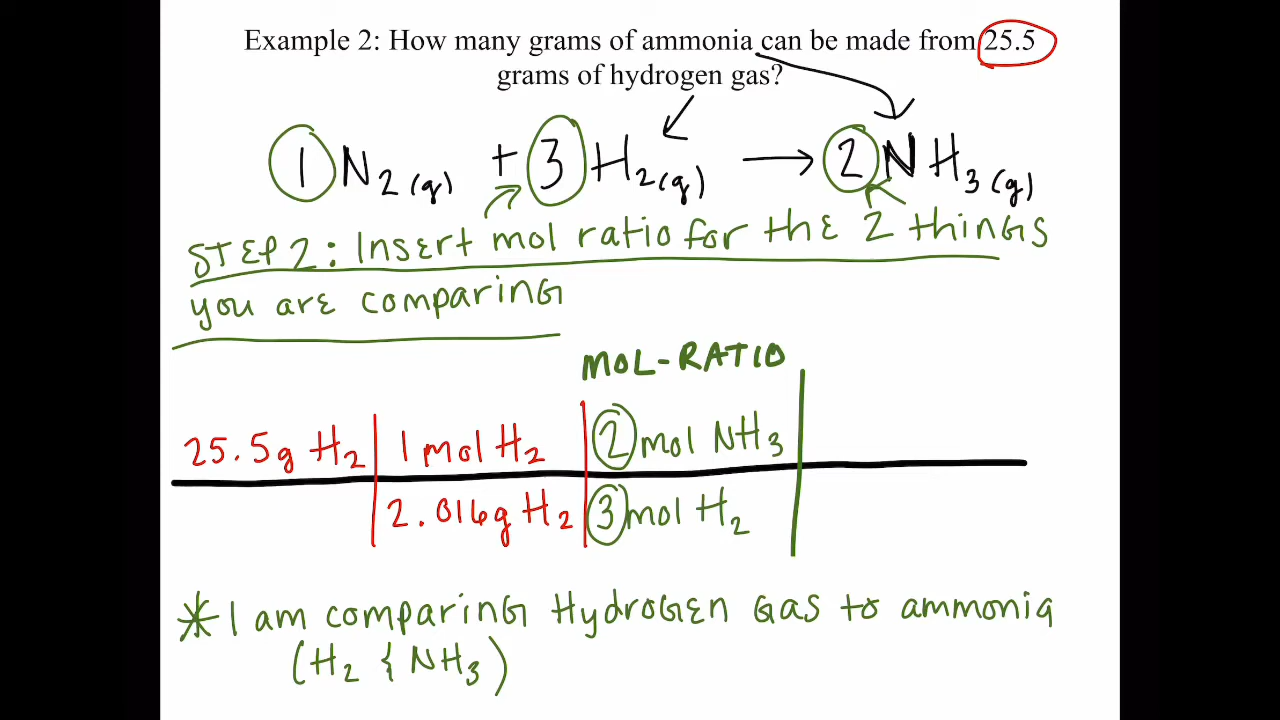 Example 2: How many grams of ammonia can be made from 25.5
grams of hydrogen gas?
1 N2(g) + 3 H2(g) → 2 NH3(g)
STEP 2: Insert mol ratio for the 2 things
you are comparing
MOL-RATIO
25.5g H2 | 1 mol H2 | 2 mol NH3
2.016g H2 | 3 mol H2
* I am comparing Hydrogen Gas to ammonia
(H2 & NH3)